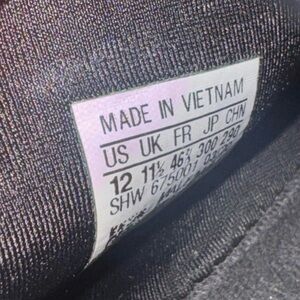 MADE IN VIETNAM
US UK FR JP CHN
12 11½ 46⅔ 300 290
SHW 675001